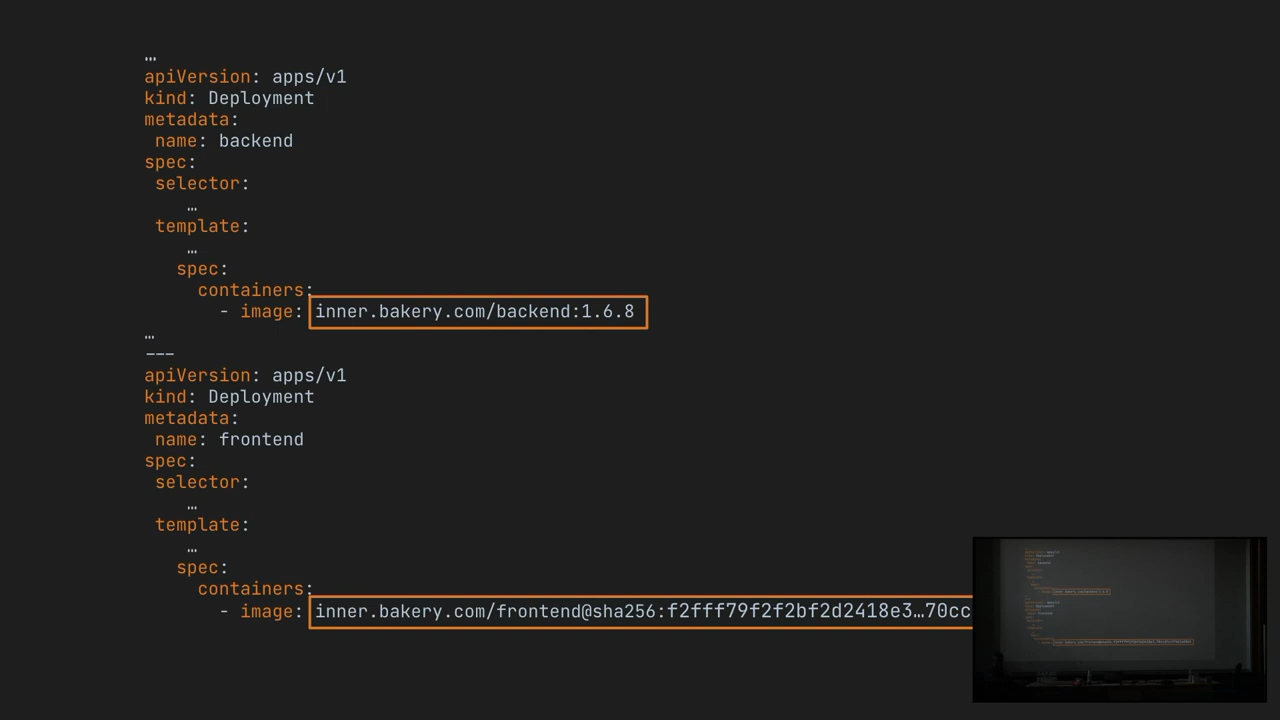 …
apiVersion: apps/v1
kind: Deployment
metadata:
 name: backend
spec:
 selector:
    …
 template:
    …
   spec:
     containers:
       - image: inner.bakery.com/backend:1.6.8
…
---
apiVersion: apps/v1
kind: Deployment
metadata:
 name: frontend
spec:
 selector:
    …
 template:
    …
   spec:
     containers:
       - image: inner.bakery.com/frontend@sha256:f2fff79f2f2bf2d2418e3…70cc